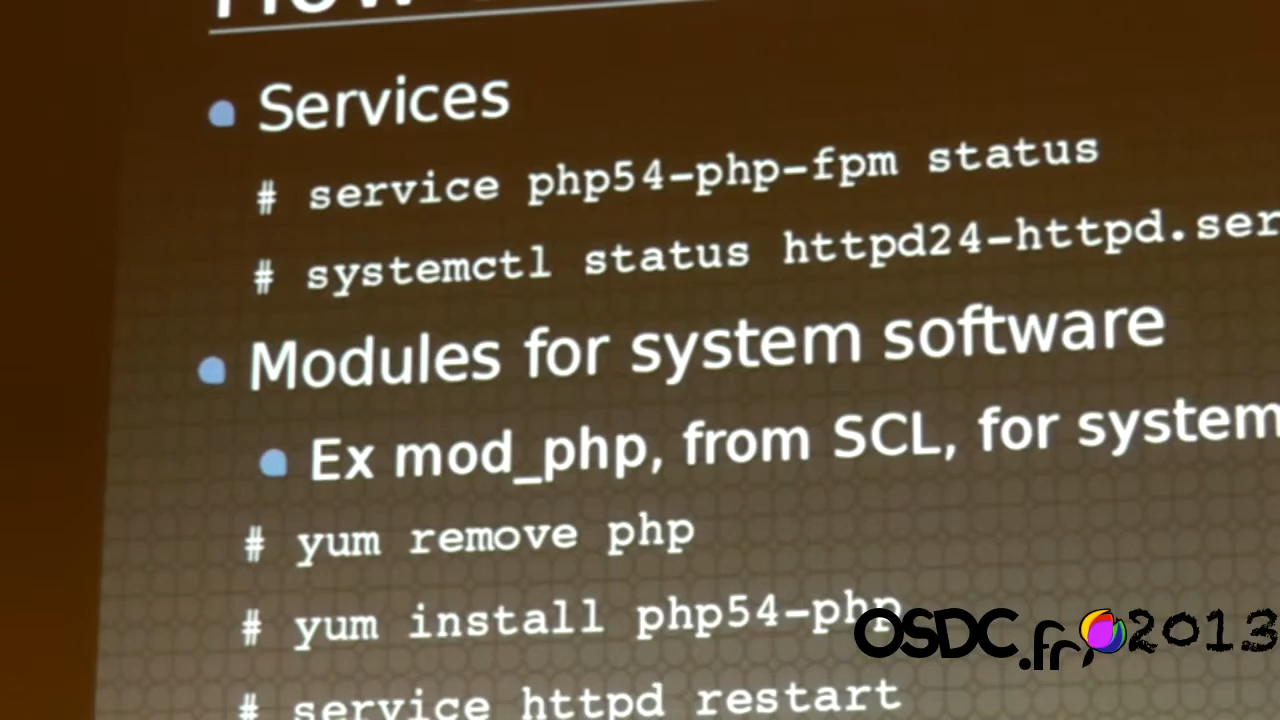 Services
# service php54-php-fpm status
# systemctl status httpd24-httpd.ser
Modules for system software
Ex mod_php, from SCL, for system
# yum remove php
# yum install php54-php
# service httpd restart
OSDC.fr 2013